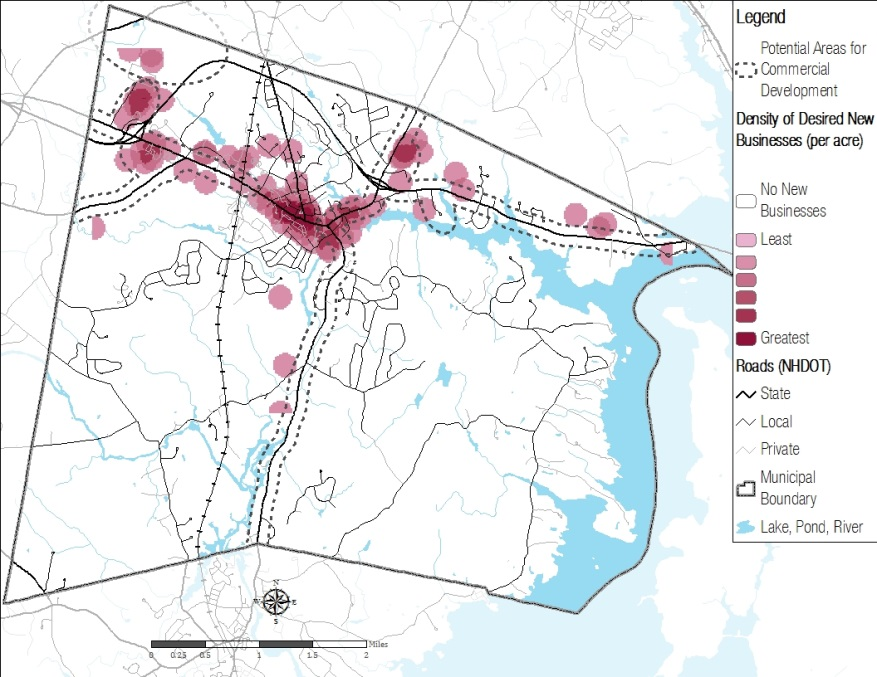 Legend
Potential Areas for
Commercial
Development
Density of Desired New
Businesses (per acre)
No New
Businesses
Least
Greatest
Roads (NHDOT)
State
Local
Private
Municipal
Boundary
Lake, Pond, River
N
W E
S
Miles
0 0.25 0.5 1 1.5 2